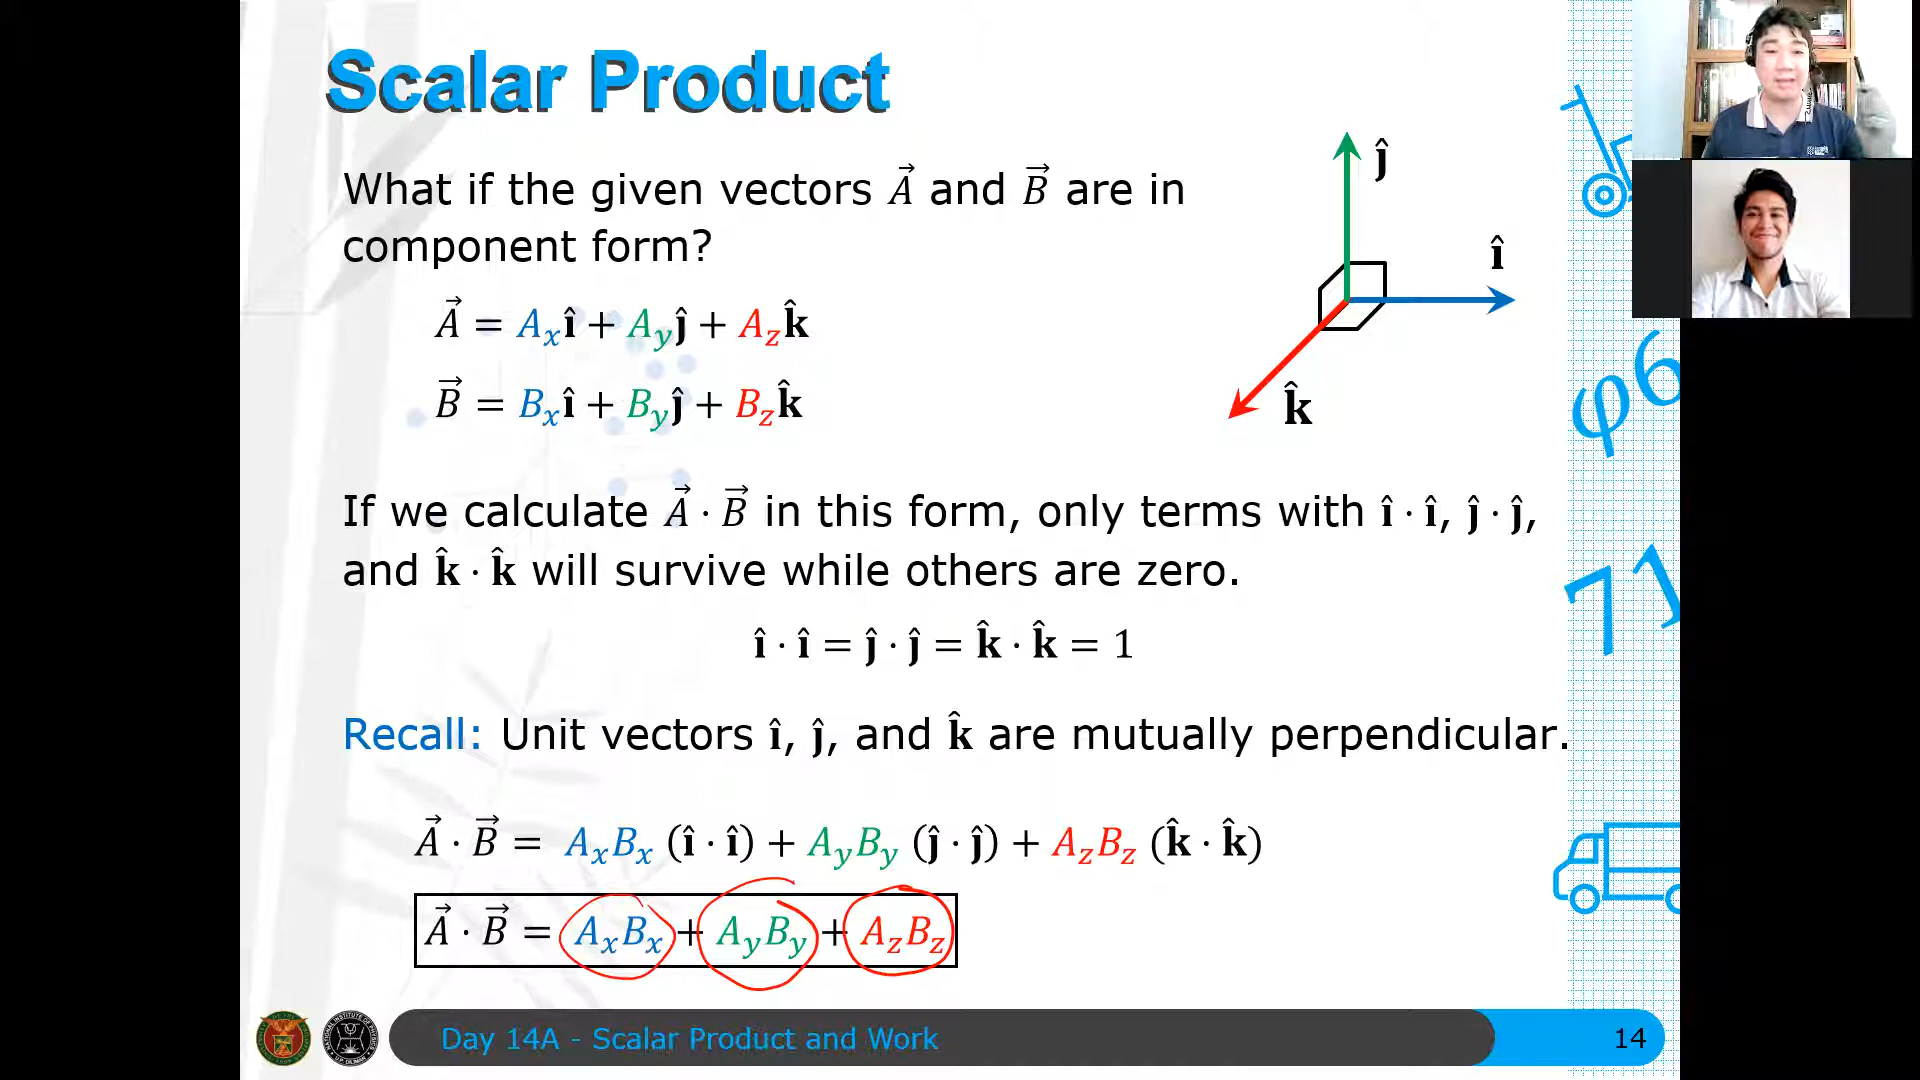 Scalar Product
What if the given vectors A⃗ and B⃗ are in
component form?
A⃗ = Aₓî + A_yĵ + A_zk̂
B⃗ = Bₓî + B_yĵ + B_zk̂
ĵ
î
k̂
If we calculate A⃗ · B⃗ in this form, only terms with î · î, ĵ · ĵ,
and k̂ · k̂ will survive while others are zero.
î · î = ĵ · ĵ = k̂ · k̂ = 1
Recall: Unit vectors î, ĵ, and k̂ are mutually perpendicular.
A⃗ · B⃗ = AₓBₓ (î · î) + A_yB_y (ĵ · ĵ) + A_zB_z (k̂ · k̂)
A⃗ · B⃗ = AₓBₓ + A_yB_y + A_zB_z
φ6
71
Day 14A - Scalar Product and Work
14